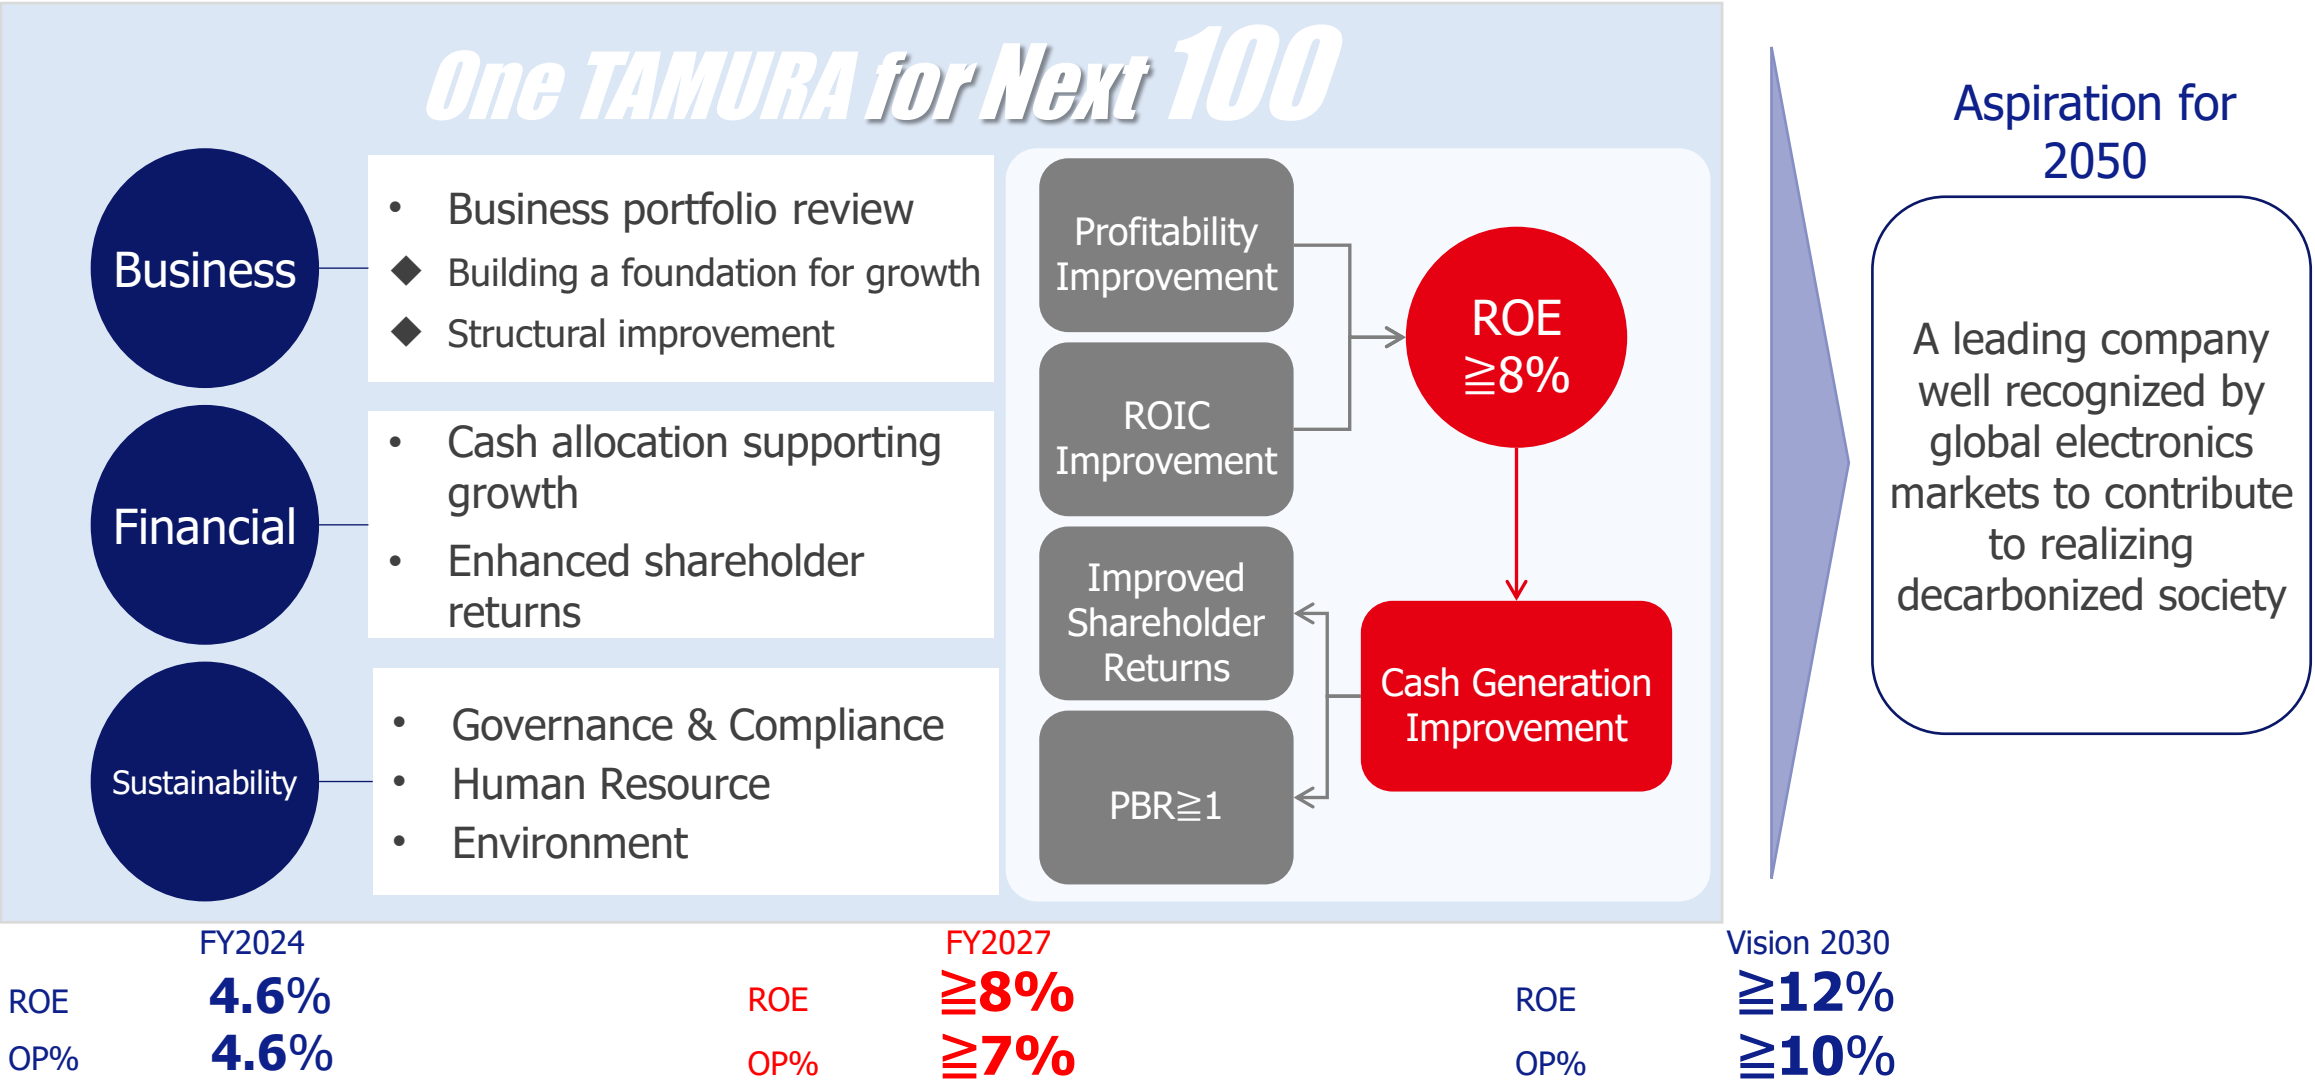 One TAMURA for Next 100
Business
• Business portfolio review
◆ Building a foundation for growth
◆ Structural improvement
Financial
• Cash allocation supporting
growth
• Enhanced shareholder
returns
Sustainability
• Governance & Compliance
• Human Resource
• Environment
Profitability
Improvement
ROIC
Improvement
ROE
≧8%
Improved
Shareholder
Returns
PBR≧1
Cash Generation
Improvement
Aspiration for
2050
A leading company
well recognized by
global electronics
markets to contribute
to realizing
decarbonized society
FY2024
ROE 4.6%
OP% 4.6%
FY2027
ROE ≧8%
OP% ≧7%
Vision 2030
ROE ≧12%
OP% ≧10%